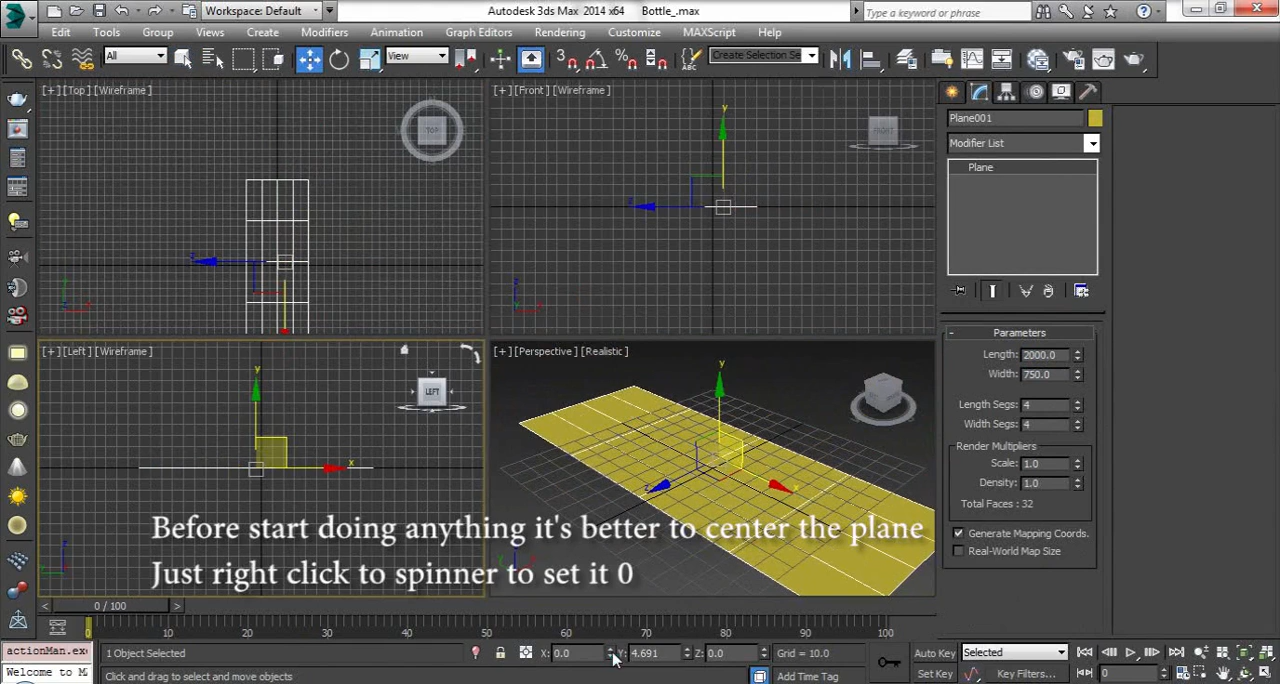 Workspace: Default
Autodesk 3ds Max 2014 x64 Bottle_.max
Type a keyword or phrase
Edit Tools Group Views Create Modifiers Animation Graph Editors Rendering Customize MAXScript Help
All
View
3
Create Selection Se
[+][Top][Wireframe]
TOP
[+][Front][Wireframe]
FRONT
y
z
z
x
Plane001
Modifier List
Plane
[+][Left][Wireframe]
LEFT
y
x
[+][Perspective][Realistic]
y
z
x
Parameters
Length: 2000.0
Width: 750.0
Length Segs: 4
Width Segs: 4
Render Multipliers
Scale: 1.0
Density: 1.0
Total Faces: 32
Generate Mapping Coords.
Real-World Map Size
Before start doing anything it's better to center the plane
Just right click to spinner to set it 0
< 0 / 100 >
0 10 20 30 40 50 60 70 80 90 100
actionMan.exe
1 Object Selected
X: 0.0 Y: 4.691 Z: 0.0
Grid = 10.0
Auto Key Selected
Welcome to M
Click and drag to select and move objects
Add Time Tag
Set Key Key Filters... 0